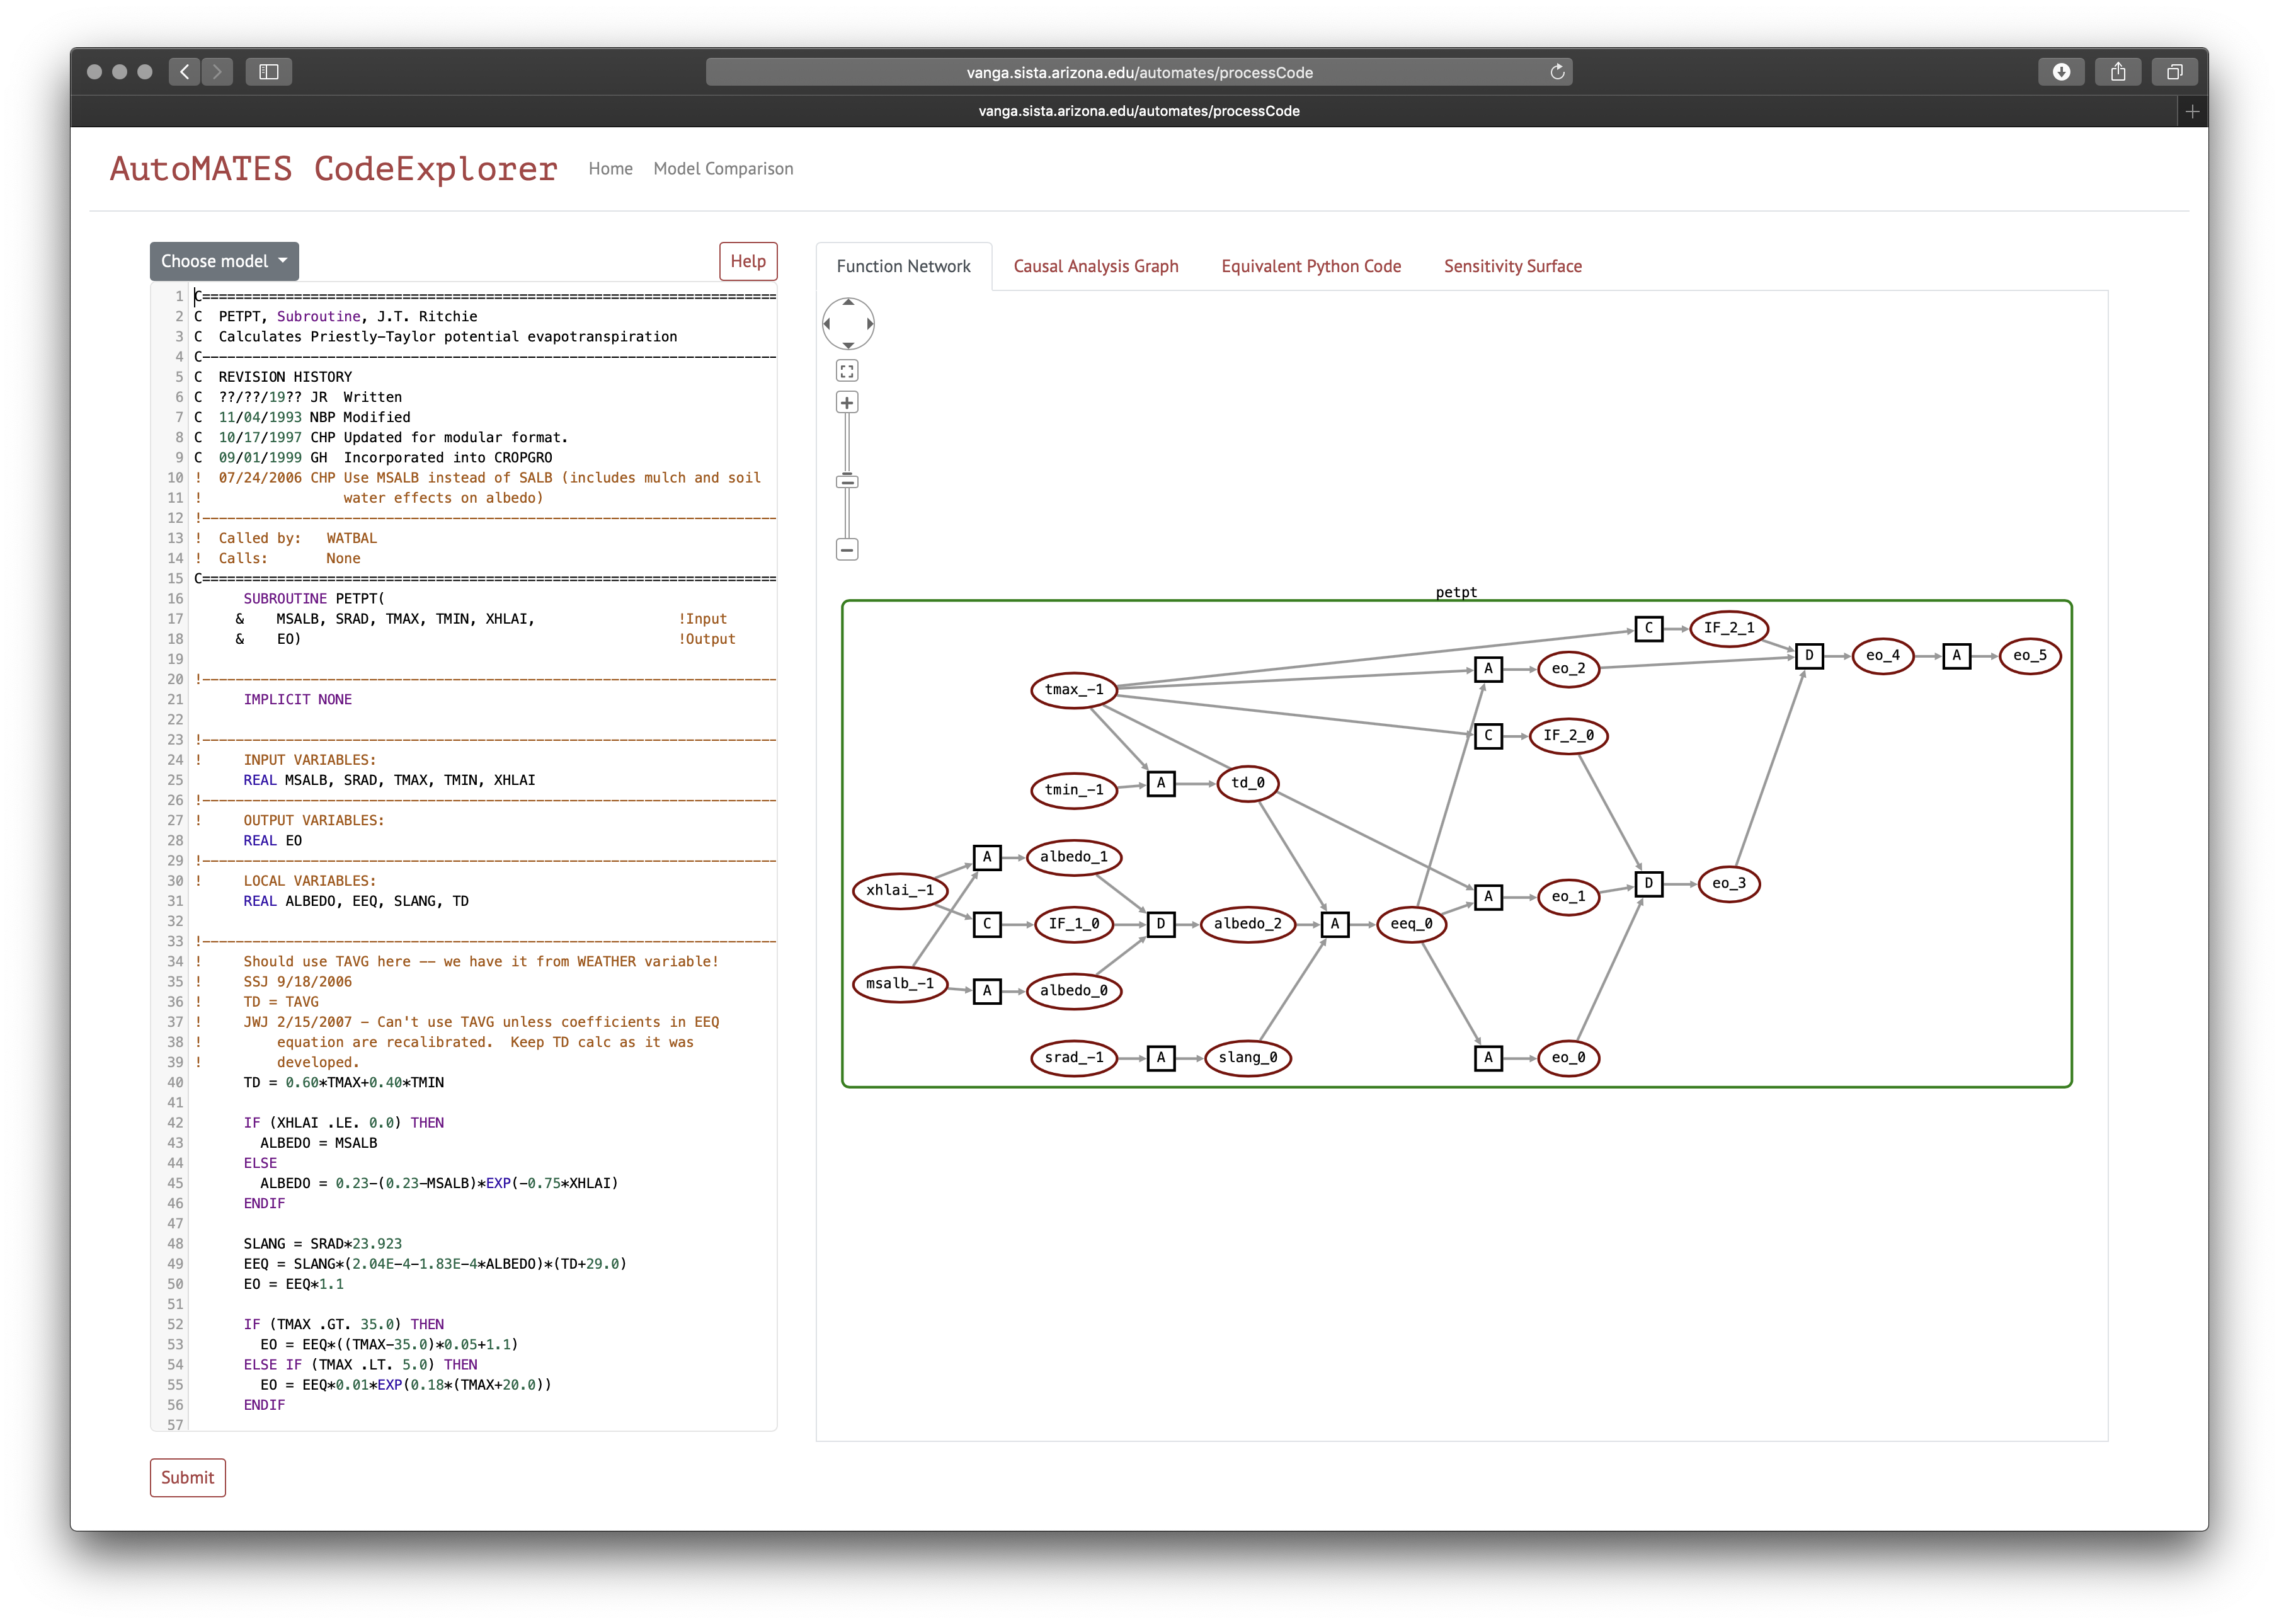 vanga.sista.arizona.edu/automates/processCode
vanga.sista.arizona.edu/automates/processCode
AutoMATES CodeExplorer Home Model Comparison
Choose model Help
1 C=====================================================================
2 C  PETPT, Subroutine, J.T. Ritchie
3 C  Calculates Priestly-Taylor potential evapotranspiration
4 C---------------------------------------------------------------------
5 C  REVISION HISTORY
6 C  ??/??/19?? JR  Written
7 C  11/04/1993 NBP Modified
8 C  10/17/1997 CHP Updated for modular format.
9 C  09/01/1999 GH  Incorporated into CROPGRO
10 !  07/24/2006 CHP Use MSALB instead of SALB (includes mulch and soil
11 !                 water effects on albedo)
12 !---------------------------------------------------------------------
13 !  Called by:   WATBAL
14 !  Calls:       None
15 C=====================================================================
16       SUBROUTINE PETPT(
17      &    MSALB, SRAD, TMAX, TMIN, XHLAI,                 !Input
18      &    EO)                                             !Output
19
20 !---------------------------------------------------------------------
21       IMPLICIT NONE
22
23 !---------------------------------------------------------------------
24 !     INPUT VARIABLES:
25       REAL MSALB, SRAD, TMAX, TMIN, XHLAI
26 !---------------------------------------------------------------------
27 !     OUTPUT VARIABLES:
28       REAL EO
29 !---------------------------------------------------------------------
30 !     LOCAL VARIABLES:
31       REAL ALBEDO, EEQ, SLANG, TD
32
33 !---------------------------------------------------------------------
34 !     Should use TAVG here -- we have it from WEATHER variable!
35 !     SSJ 9/18/2006
36 !     TD = TAVG
37 !     JWJ 2/15/2007 - Can't use TAVG unless coefficients in EEQ
38 !         equation are recalibrated.  Keep TD calc as it was
39 !         developed.
40       TD = 0.60*TMAX+0.40*TMIN
41
42       IF (XHLAI .LE. 0.0) THEN
43         ALBEDO = MSALB
44       ELSE
45         ALBEDO = 0.23-(0.23-MSALB)*EXP(-0.75*XHLAI)
46       ENDIF
47
48       SLANG = SRAD*23.923
49       EEQ = SLANG*(2.04E-4-1.83E-4*ALBEDO)*(TD+29.0)
50       EO = EEQ*1.1
51
52       IF (TMAX .GT. 35.0) THEN
53         EO = EEQ*((TMAX-35.0)*0.05+1.1)
54       ELSE IF (TMAX .LT. 5.0) THEN
55         EO = EEQ*0.01*EXP(0.18*(TMAX+20.0))
56       ENDIF
57
Submit
Function Network Causal Analysis Graph Equivalent Python Code Sensitivity Surface
petpt
C IF_2_1
D eo_4 A eo_5
A eo_2
tmax_-1
C IF_2_0
tmin_-1 A td_0
A albedo_1
xhlai_-1
D eo_3
A eo_1
C IF_1_0 D albedo_2 A eeq_0
msalb_-1 A albedo_0
srad_-1 A slang_0 A eo_0